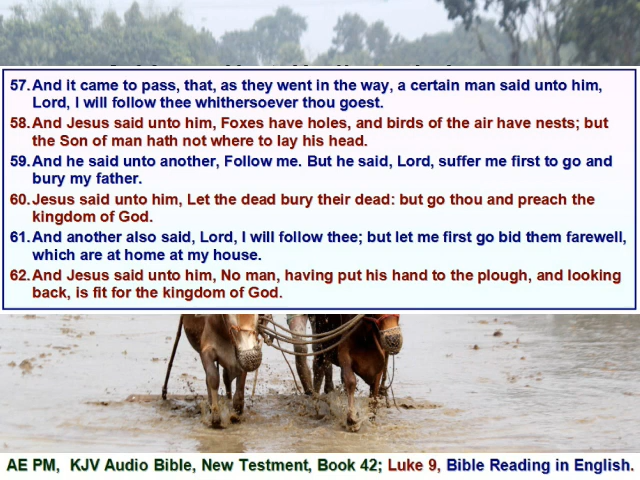 57. And it came to pass, that, as they went in the way, a certain man said unto him,
Lord, I will follow thee whithersoever thou goest.
58. And Jesus said unto him, Foxes have holes, and birds of the air have nests; but
the Son of man hath not where to lay his head.
59. And he said unto another, Follow me. But he said, Lord, suffer me first to go and
bury my father.
60. Jesus said unto him, Let the dead bury their dead: but go thou and preach the
kingdom of God.
61. And another also said, Lord, I will follow thee; but let me first go bid them farewell,
which are at home at my house.
62. And Jesus said unto him, No man, having put his hand to the plough, and looking
back, is fit for the kingdom of God.
AE PM, KJV Audio Bible, New Testment, Book 42; Luke 9, Bible Reading in English.